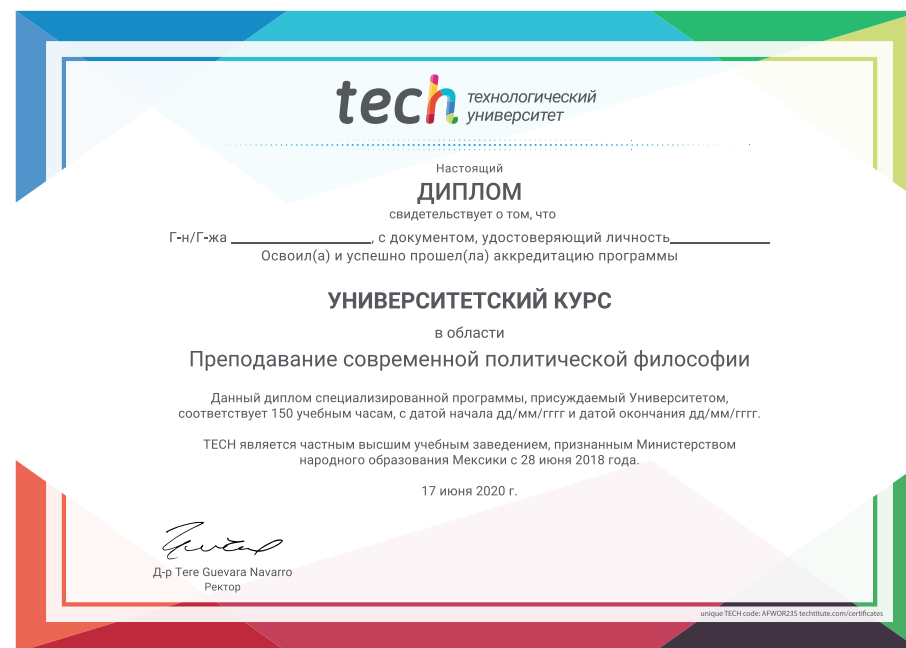 tech технологический
университет
Настоящий
ДИПЛОМ
свидетельствует о том, что
Г-н/Г-жа ____________________, с документом, удостоверяющий личность______________
Освоил(а) и успешно прошел(ла) аккредитацию программы
УНИВЕРСИТЕТСКИЙ КУРС
в области
Преподавание современной политической философии
Данный диплом специализированной программы, присуждаемый Университетом,
соответствует 150 учебным часам, с датой начала дд/мм/гггг и датой окончания дд/мм/гггг.
TECH является частным высшим учебным заведением, признанным Министерством
народного образования Мексики с 28 июня 2018 года.
17 июня 2020 г.
Д-р Tere Guevara Navarro
Ректор
unique TECH code: AFWOR23S techtitute.com/certificates